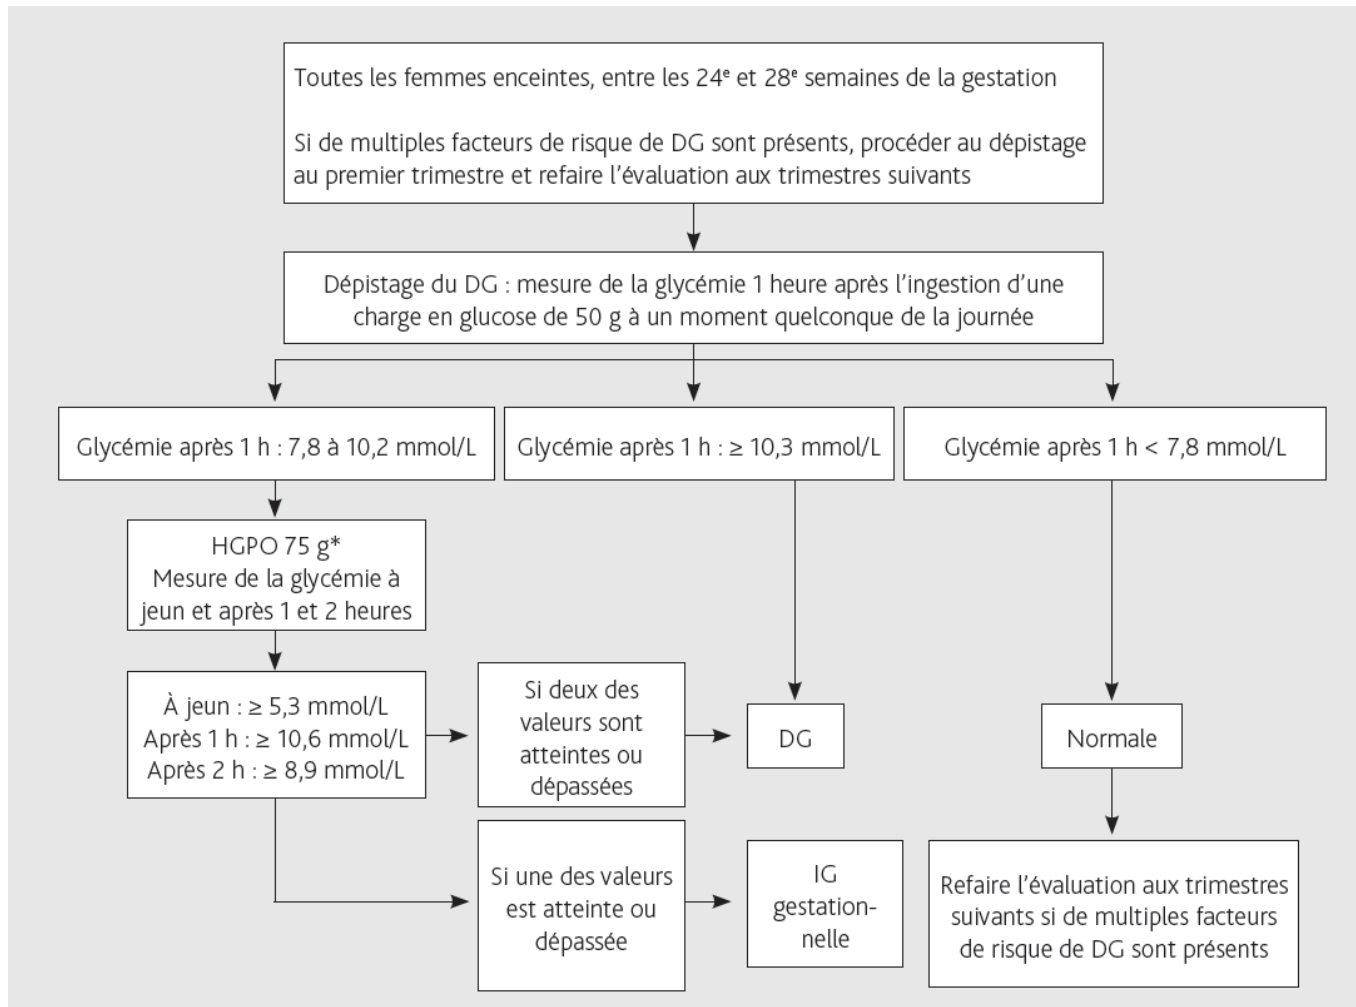 Toutes les femmes enceintes, entre les 24ᵉ et 28ᵉ semaines de la gestation
Si de multiples facteurs de risque de DG sont présents, procéder au dépistage
au premier trimestre et refaire l’évaluation aux trimestres suivants
Dépistage du DG : mesure de la glycémie 1 heure après l’ingestion d’une
charge en glucose de 50 g à un moment quelconque de la journée
Glycémie après 1 h : 7,8 à 10,2 mmol/L
Glycémie après 1 h : ≥ 10,3 mmol/L
Glycémie après 1 h < 7,8 mmol/L
HGPO 75 g*
Mesure de la glycémie à
jeun et après 1 et 2 heures
À jeun : ≥ 5,3 mmol/L
Après 1 h : ≥ 10,6 mmol/L
Après 2 h : ≥ 8,9 mmol/L
Si deux des
valeurs sont
atteintes ou
dépassées
DG
Normale
Si une des valeurs
est atteinte ou
dépassée
IG
gestation-
nelle
Refaire l’évaluation aux trimestres
suivants si de multiples facteurs
de risque de DG sont présents